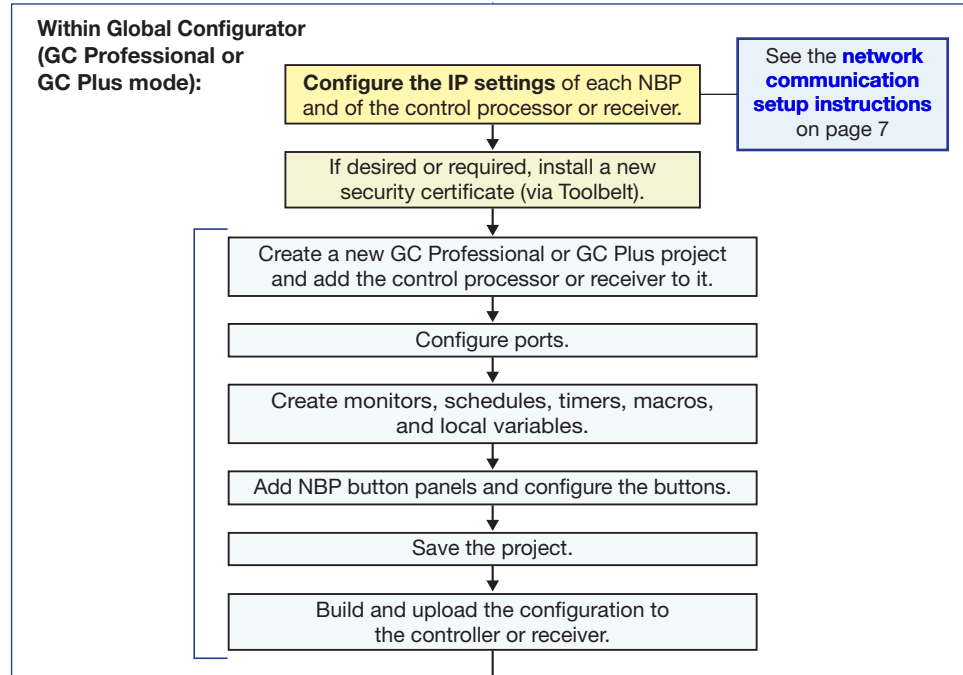 Within Global Configurator
(GC Professional or
GC Plus mode):
Configure the IP settings of each NBP
and of the control processor or receiver.
See the network
communication
setup instructions
on page 7
If desired or required, install a new
security certificate (via Toolbelt).
Create a new GC Professional or GC Plus project
and add the control processor or receiver to it.
Configure ports.
Create monitors, schedules, timers, macros,
and local variables.
Add NBP button panels and configure the buttons.
Save the project.
Build and upload the configuration to
the controller or receiver.